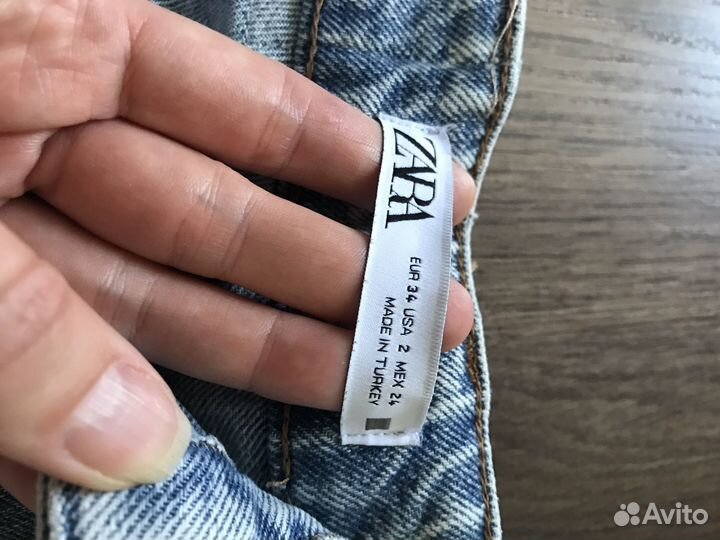 ZARA
EUR 34 USA 2 MEX 24
MADE IN TURKEY
Avito